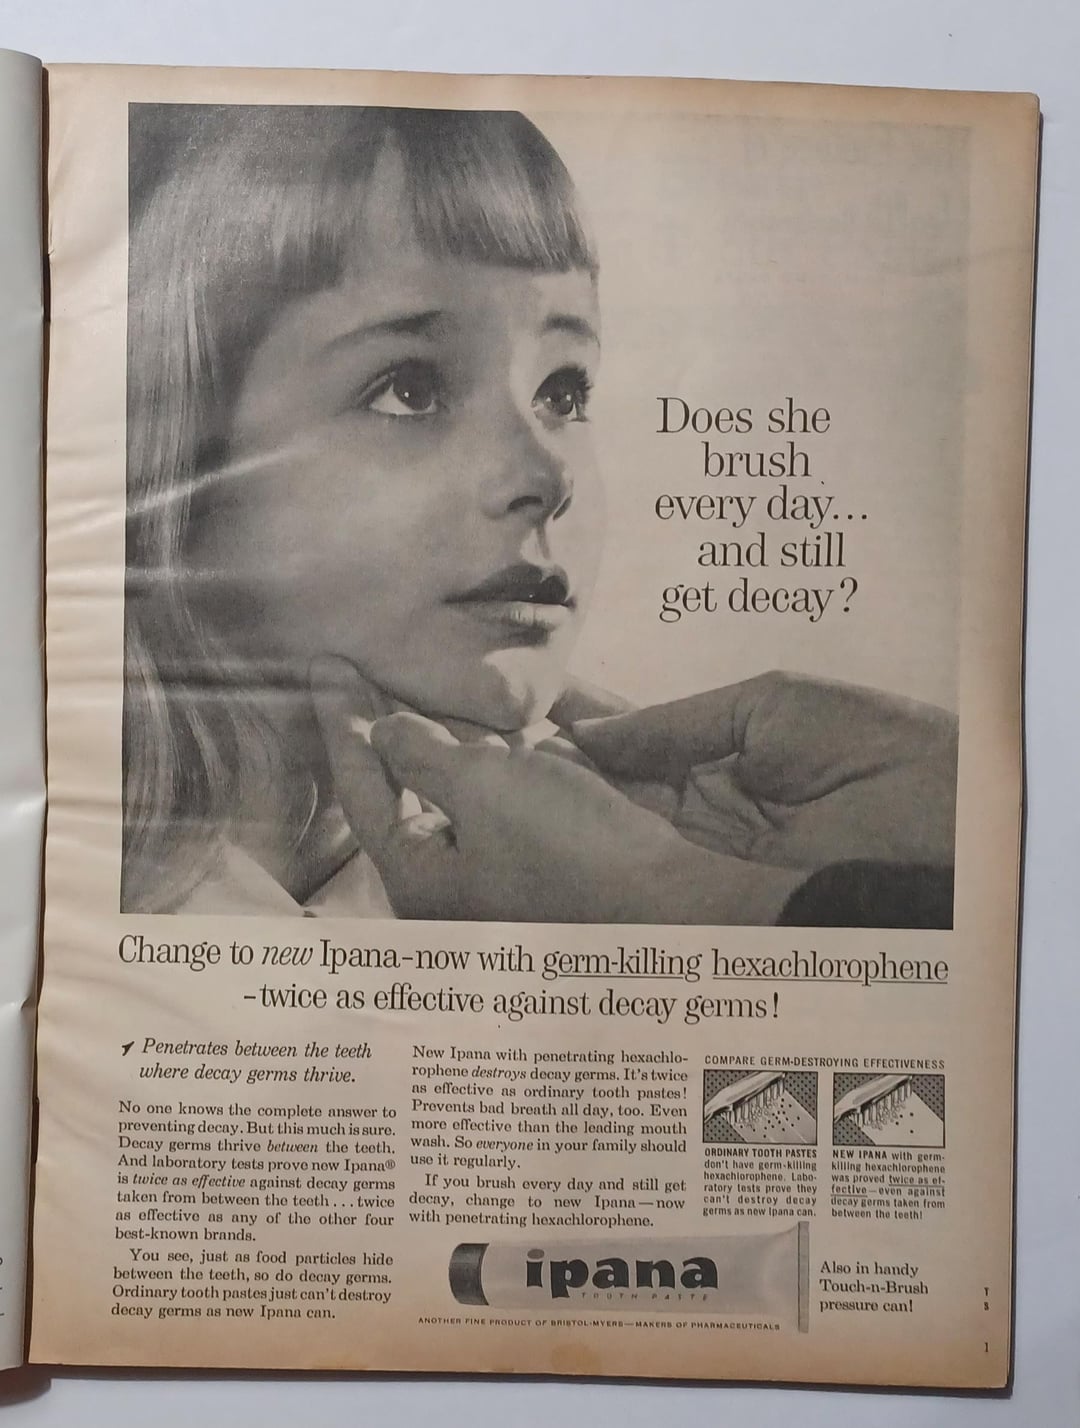 Does she
brush
every day...
and still
get decay?
Change to new Ipana-now with germ-killing hexachlorophene
-twice as effective against decay germs!
Penetrates between the teeth
where decay germs thrive.
No one knows the complete answer to
preventing decay. But this much is sure.
Decay germs thrive between the teeth.
And laboratory tests prove new Ipana®
is twice as effective against decay germs
taken from between the teeth... twice
as effective as any of the other four
best-known brands.
You see, just as food particles hide
between the teeth, so do decay germs.
Ordinary tooth pastes just can't destroy
decay germs as new Ipana can.
New Ipana with penetrating hexachlo-
rophene destroys decay germs. It's twice
as effective as ordinary tooth pastes!
Prevents bad breath all day, too. Even
more effective than the leading mouth
wash. So everyone in your family should
use it regularly.
If you brush every day and still get
decay, change to new Ipana—now
with penetrating hexachlorophene.
COMPARE GERM-DESTROYING EFFECTIVENESS
ORDINARY TOOTH PASTES
don't have germ-killing
hexachlorophene. Labo-
ratory tests prove they
can't destroy decay
germs as new Ipana can.
NEW IPANA with germ-
killing hexachlorophene
was proved twice as ef-
fective—even against
decay germs taken from
between the teeth!
ipana
TOOTH PASTE
Also in handy
Touch-n-Brush
pressure can!
ANOTHER FINE PRODUCT OF BRISTOL-MYERS—MAKERS OF PHARMACEUTICALS
T
S
1